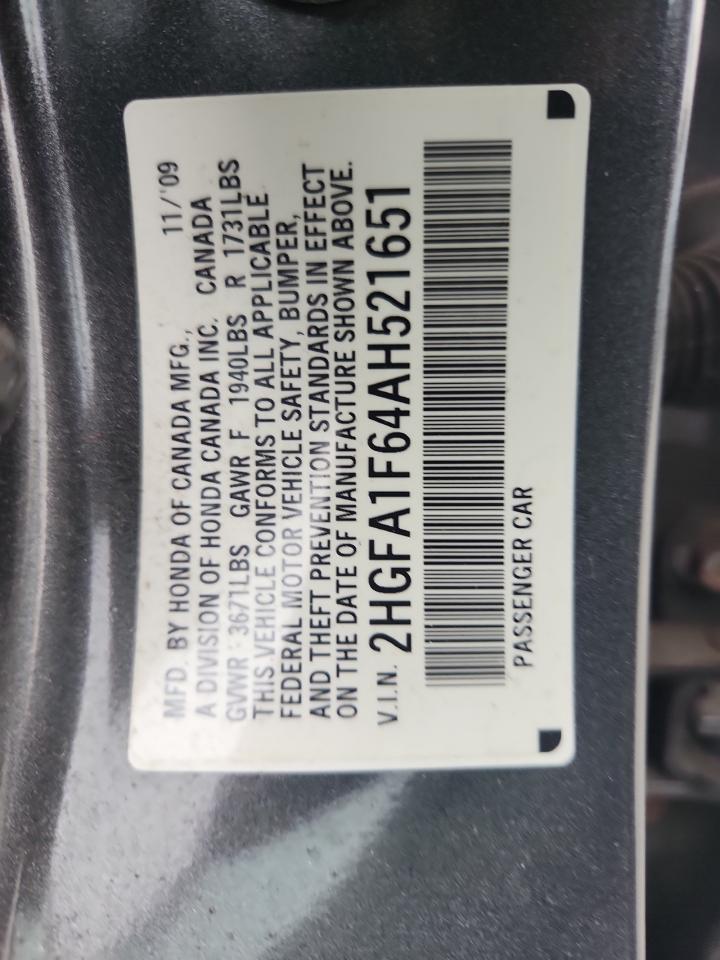 MFD. BY HONDA OF CANADA MFG., 11/'09
A DIVISION OF HONDA CANADA INC. CANADA
GVWR 3671LBS GAWR F 1940LBS R 1731LBS
THIS VEHICLE CONFORMS TO ALL APPLICABLE
FEDERAL MOTOR VEHICLE SAFETY, BUMPER,
AND THEFT PREVENTION STANDARDS IN EFFECT
ON THE DATE OF MANUFACTURE SHOWN ABOVE.
V.I.N. 2HGFA1F64AH521651
PASSENGER CAR